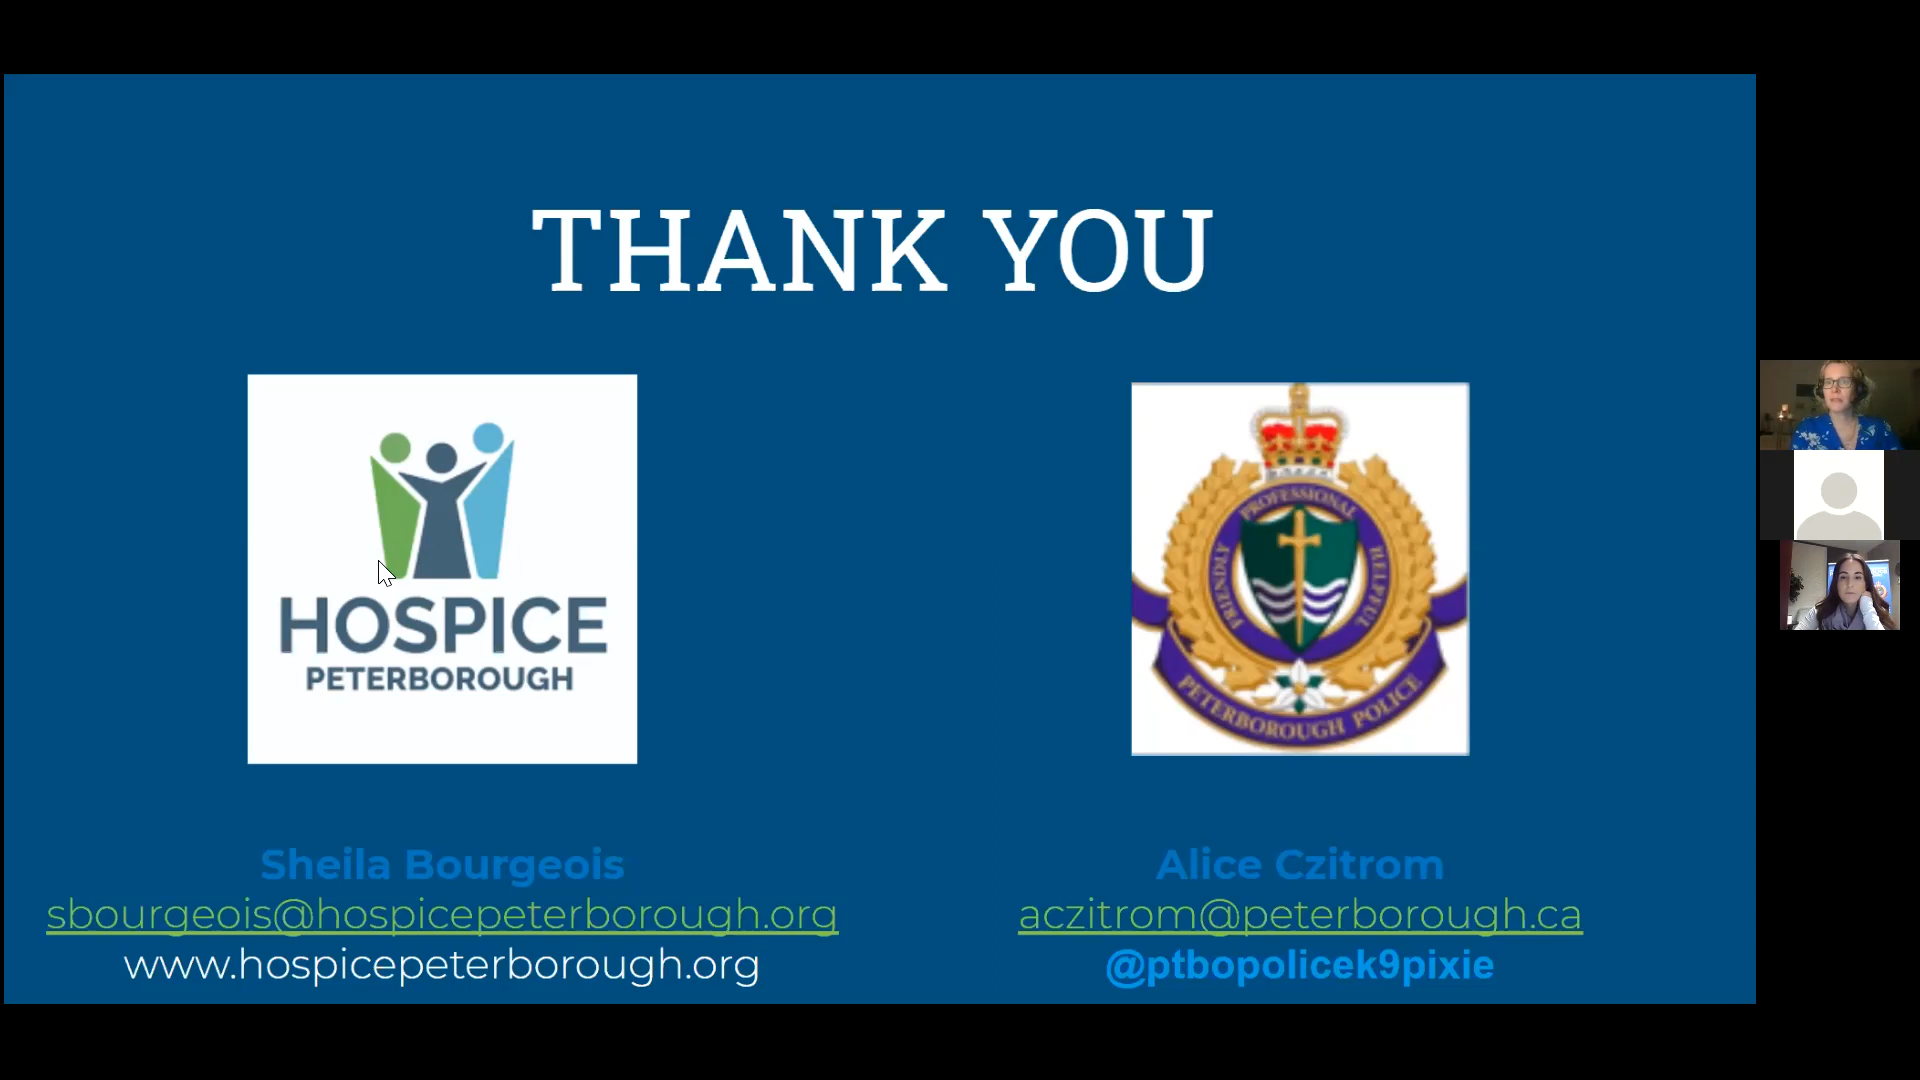 THANK YOU
HOSPICE
PETERBOROUGH
PROFESSIONAL
FRIENDLY
HELPFUL
PETERBOROUGH POLICE
Sheila Bourgeois
sbourgeois@hospicepeterborough.org
www.hospicepeterborough.org
Alice Czitrom
aczitrom@peterborough.ca
@ptbopolicek9pixie